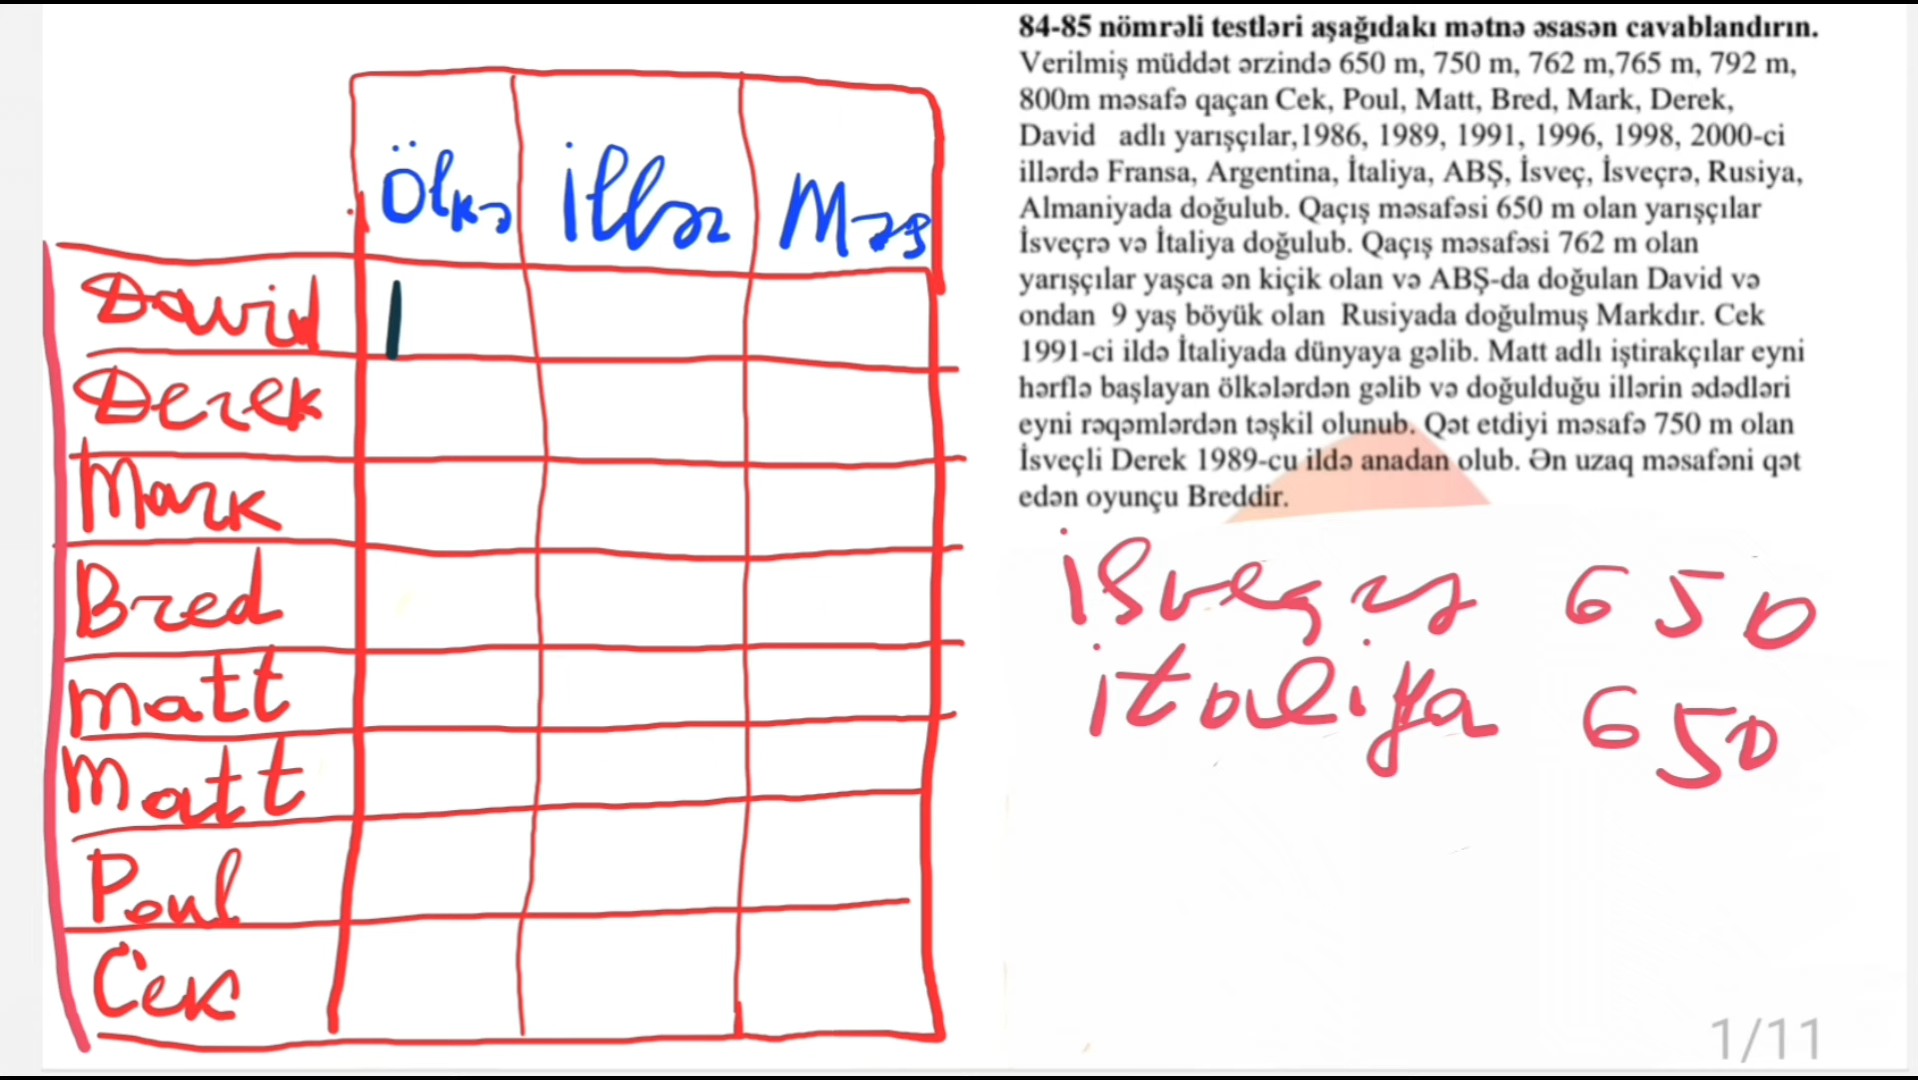 Ölkə İllər Məs
David
Derek
Mark
Bred
Matt
Matt
Poul
Cek
84-85 nömrəli testləri aşağıdakı mətnə əsasən cavablandırın.
Verilmiş müddət ərzində 650 m, 750 m, 762 m,765 m, 792 m,
800m məsafə qaçan Cek, Poul, Matt, Bred, Mark, Derek,
David adlı yarışçılar,1986, 1989, 1991, 1996, 1998, 2000-ci
illərdə Fransa, Argentina, İtaliya, ABŞ, İsveç, İsveçrə, Rusiya,
Almaniyada doğulub. Qaçış məsafəsi 650 m olan yarışçılar
İsveçrə və İtaliya doğulub. Qaçış məsafəsi 762 m olan
yarışçılar yaşca ən kiçik olan və ABŞ-da doğulan David və
ondan 9 yaş böyük olan Rusiyada doğulmuş Markdır. Cek
1991-ci ildə İtaliyada dünyaya gəlib. Matt adlı iştirakçılar eyni
hərflə başlayan ölkələrdən gəlib və doğulduğu illərin ədədləri
eyni rəqəmlərdən təşkil olunub. Qət etdiyi məsafə 750 m olan
İsveçli Derek 1989-cu ildə anadan olub. Ən uzaq məsafəni qət
edən oyunçu Breddir.
İsveçrə 650
italiya 650
1/11